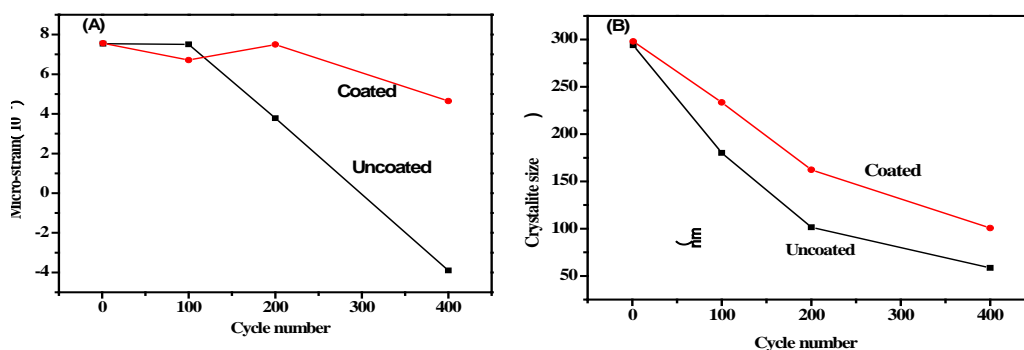 (A)
8
6
4
2
0
-2
-4
0 100 200 300 400
Cycle number
Coated
Uncoated
(B)
300
250
200
150
100
50
0 100 200 300 400
Cycle number
Crystalite size
)
(nm
Coated
Uncoated
Micro-strain(10